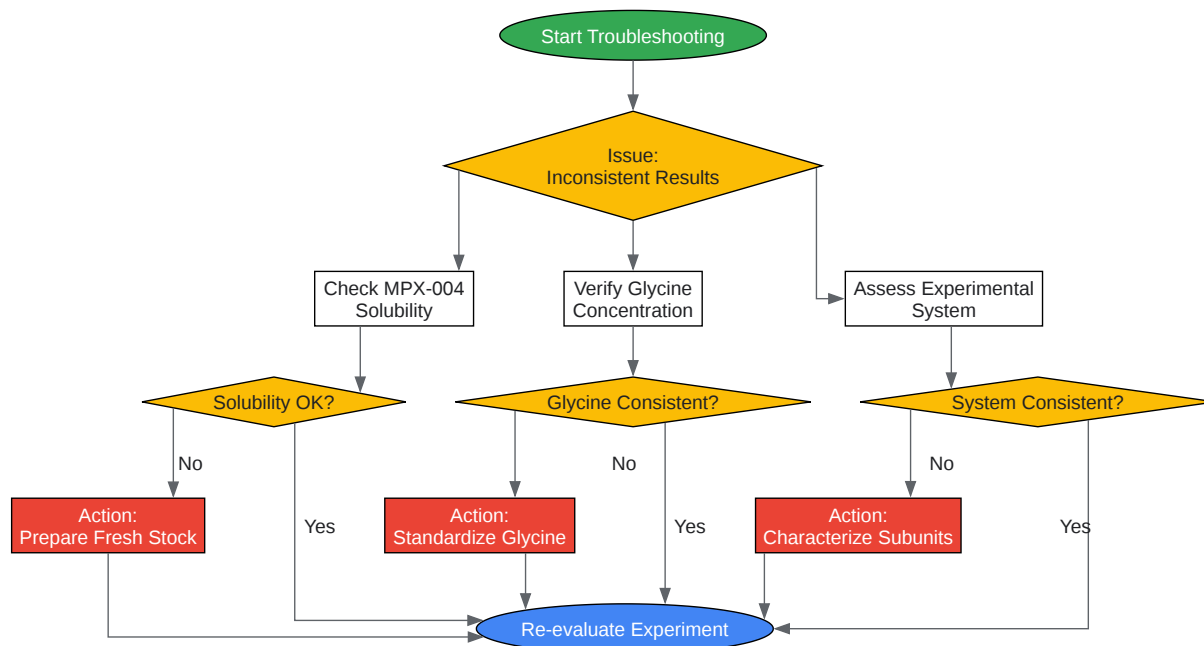 Start Troubleshooting
Issue:
Inconsistent Results
Check MPX-004
Solubility
Verify Glycine
Concentration
Assess Experimental
System
Solubility OK?
Glycine Consistent?
System Consistent?
No
No
No
Action:
Prepare Fresh Stock
Yes
Action:
Standardize Glycine
Yes
Action:
Characterize Subunits
Yes
Re-evaluate Experiment